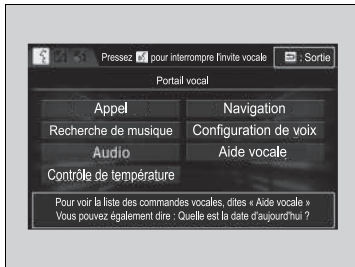 Pressez pour interrompre l'invite vocale : Sortie
Portail vocal
Appel Navigation
Recherche de musique Configuration de voix
Audio Aide vocale
Contrôle de température
Pour voir la liste des commandes vocales, dites « Aide vocale »
Vous pouvez également dire : Quelle est la date d'aujourd'hui ?